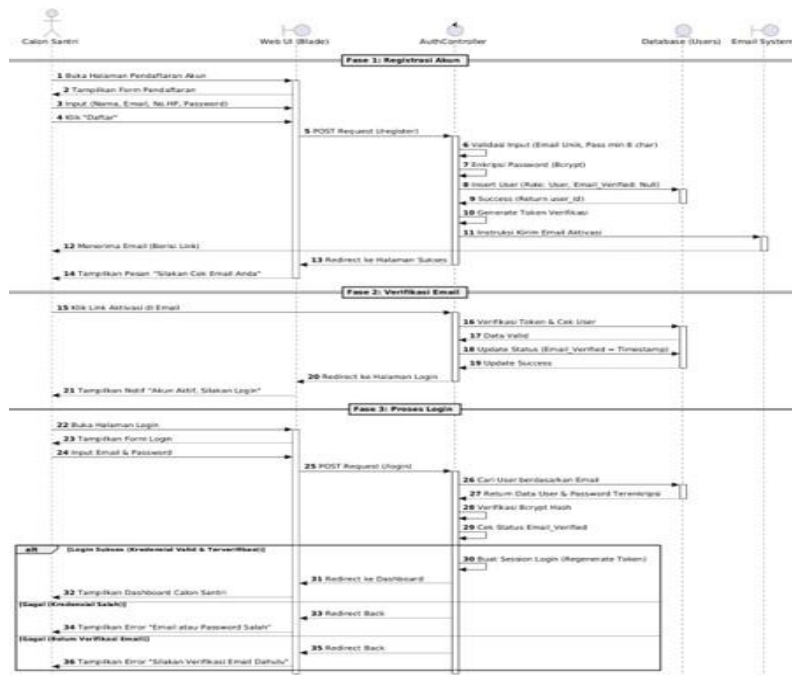 Calon Santri
Web UI (Blade)
AuthController
Database (Users)
Email System
Fase 1: Registrasi Akun
1 Buka Halaman Pendaftaran Akun
2 Tampilkan Form Pendaftaran
3 Input (Nama, Email, No.HP, Password)
4 Klik "Daftar"
5 POST Request (/register)
6 Validasi Input (Email Unik, Pass min 8 char)
7 Enkripsi Password (Bcrypt)
8 Insert User (Role: User, Email_Verified: Null)
9 Success (Return user_id)
10 Generate Token Verifikasi
11 Instruksi Kirim Email Aktivasi
12 Menerima Email (Berisi Link)
13 Redirect ke Halaman Sukses
14 Tampilkan Pesan "Silakan Cek Email Anda"
Fase 2: Verifikasi Email
15 Klik Link Aktivasi di Email
16 Verifikasi Token & Cek User
17 Data Valid
18 Update Status (Email_Verified = Timestamp)
19 Update Success
20 Redirect ke Halaman Login
21 Tampilkan Notif "Akun Aktif, Silakan Login"
Fase 3: Proses Login
22 Buka Halaman Login
23 Tampilkan Form Login
24 Input Email & Password
25 POST Request (/login)
26 Cari User berdasarkan Email
27 Return Data User & Password Terenkripsi
28 Verifikasi Bcrypt Hash
29 Cek Status Email_Verified
alt [Login Sukses (Kredensial Valid & Terverifikasi)]
30 Buat Session Login (Regenerate Token)
31 Redirect ke Dashboard
32 Tampilkan Dashboard Calon Santri
[Gagal (Kredensial Salah)]
33 Redirect Back
34 Tampilkan Error "Email atau Password Salah"
[Gagal (Belum Verifikasi Email)]
35 Redirect Back
36 Tampilkan Error "Silakan Verifikasi Email Dahulu"